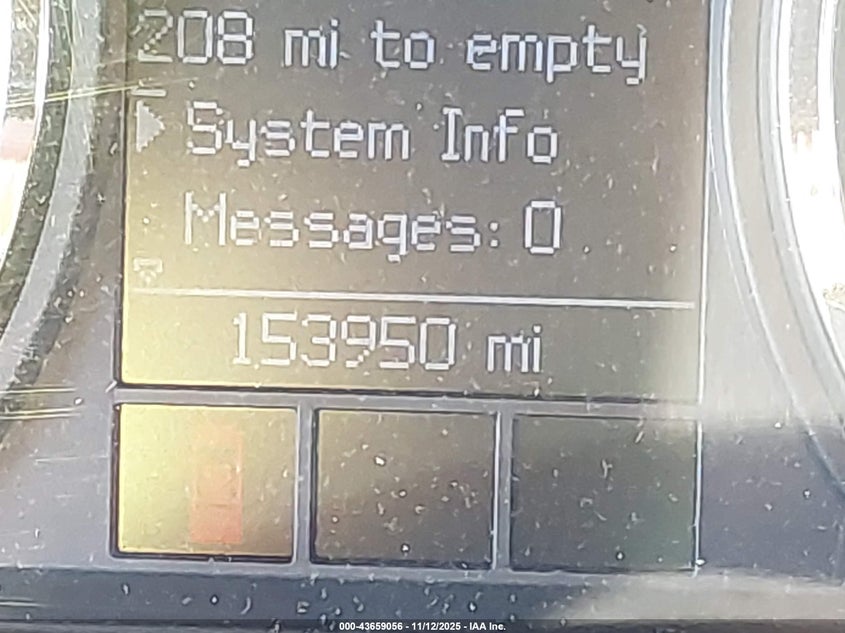 208 mi to empty
System Info
Messages: 0
153950 mi
000-43659056 - 11/12/2025 - IAA Inc.